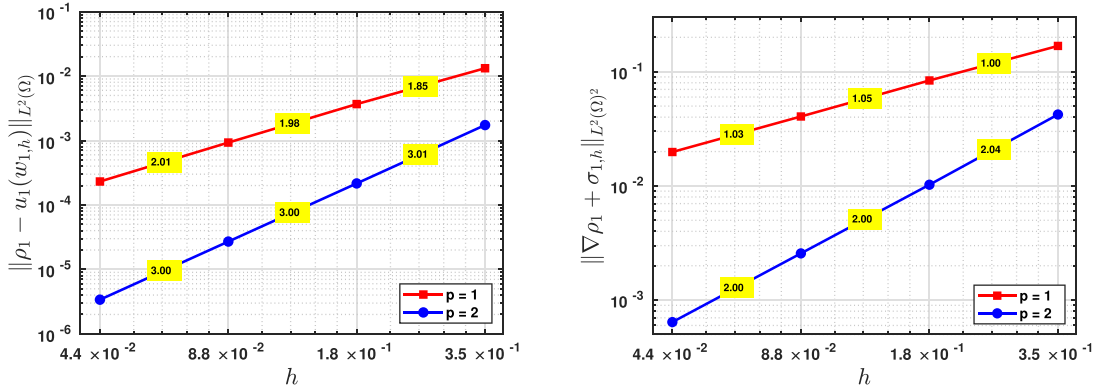 10^-1
10^-2
10^-3
10^-4
10^-5
10^-6
‖ρ₁ − u₁(w₁,ₕ)‖_L²(Ω)
1.85
1.98
2.01
3.01
3.00
3.00
p = 1
p = 2
4.4 × 10^-2
8.8 × 10^-2
1.8 × 10^-1
3.5 × 10^-1
h
10^-1
10^-2
10^-3
‖∇ρ₁ + σ₁,ₕ‖_L²(Ω)²
1.00
1.05
1.03
2.04
2.00
2.00
p = 1
p = 2
4.4 × 10^-2
8.8 × 10^-2
1.8 × 10^-1
3.5 × 10^-1
h